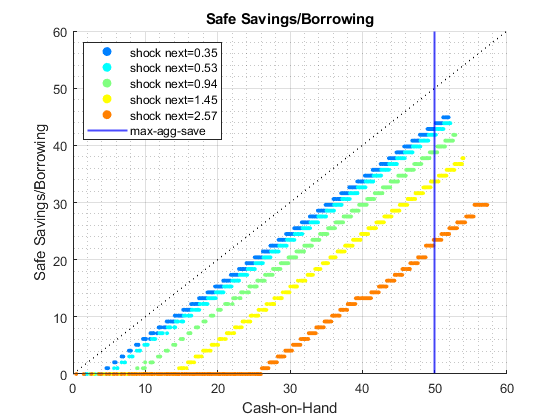 Safe Savings/Borrowing
60
50
40
30
20
10
0
Safe Savings/Borrowing
shock next=0.35
shock next=0.53
shock next=0.94
shock next=1.45
shock next=2.57
max-agg-save
0 10 20 30 40 50 60
Cash-on-Hand